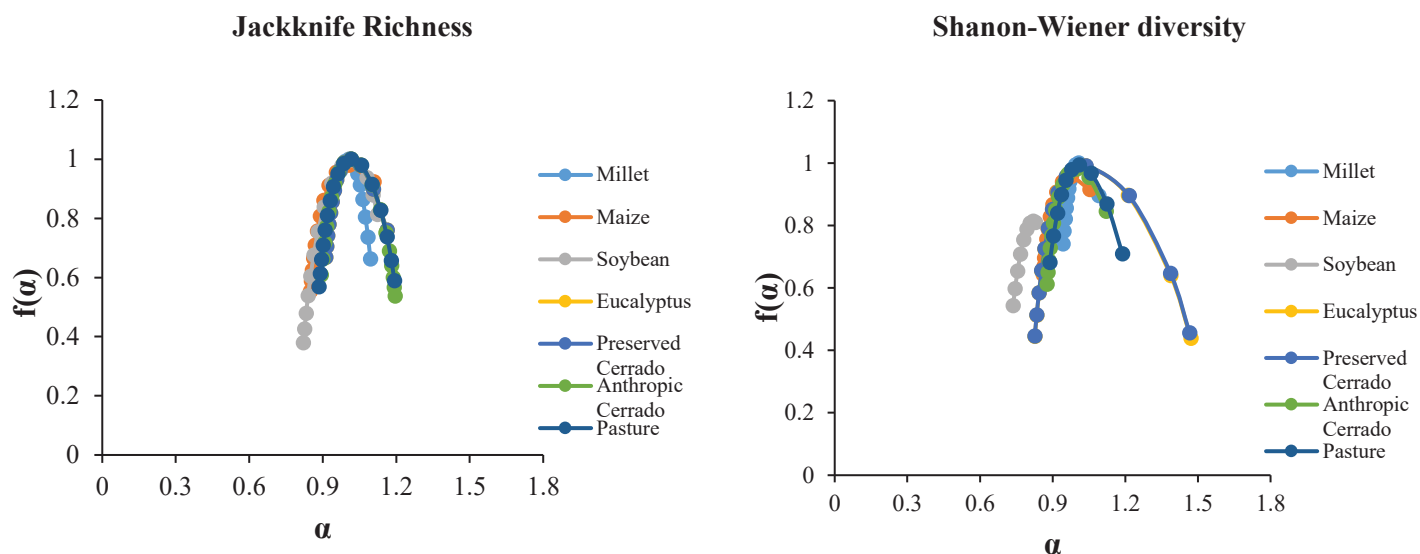 Jackknife Richness
f(α)
1.2
1
0.8
0.6
0.4
0.2
0
0
0.3
0.6
0.9
1.2
1.5
1.8
α
Millet
Maize
Soybean
Eucalyptus
Preserved
Cerrado
Anthropic
Cerrado
Pasture
Shanon-Wiener diversity
f(α)
1.2
1
0.8
0.6
0.4
0.2
0
0
0.3
0.6
0.9
1.2
1.5
1.8
α
Millet
Maize
Soybean
Eucalyptus
Preserved
Cerrado
Anthropic
Cerrado
Pasture